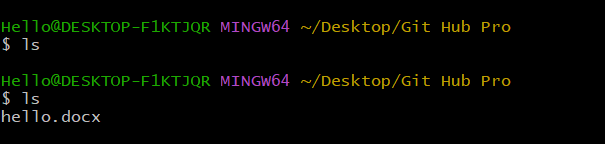 Hello@DESKTOP-F1KTJQR MINGW64 ~/Desktop/Git Hub Pro
$ ls
Hello@DESKTOP-F1KTJQR MINGW64 ~/Desktop/Git Hub Pro
$ ls
hello.docx